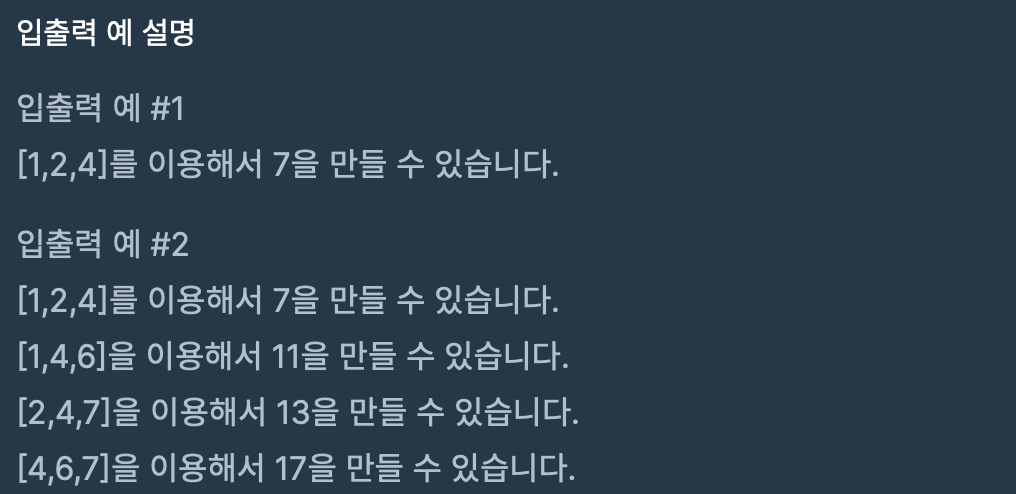 입출력 예 설명
입출력 예 #1
[1,2,4]를 이용해서 7을 만들 수 있습니다.
입출력 예 #2
[1,2,4]를 이용해서 7을 만들 수 있습니다.
[1,4,6]을 이용해서 11을 만들 수 있습니다.
[2,4,7]을 이용해서 13을 만들 수 있습니다.
[4,6,7]을 이용해서 17을 만들 수 있습니다.